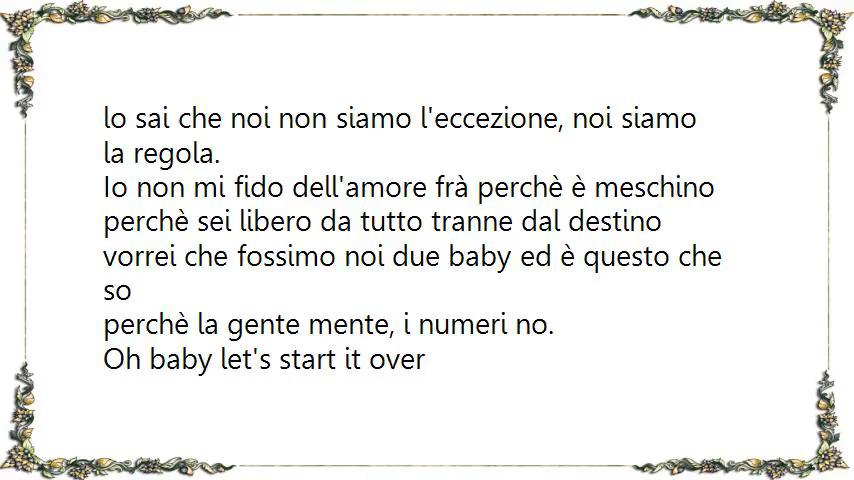 lo sai che noi non siamo l'eccezione, noi siamo
la regola.
Io non mi fido dell'amore frà perchè è meschino
perchè sei libero da tutto tranne dal destino
vorrei che fossimo noi due baby ed è questo che
so
perchè la gente mente, i numeri no.
Oh baby let's start it over